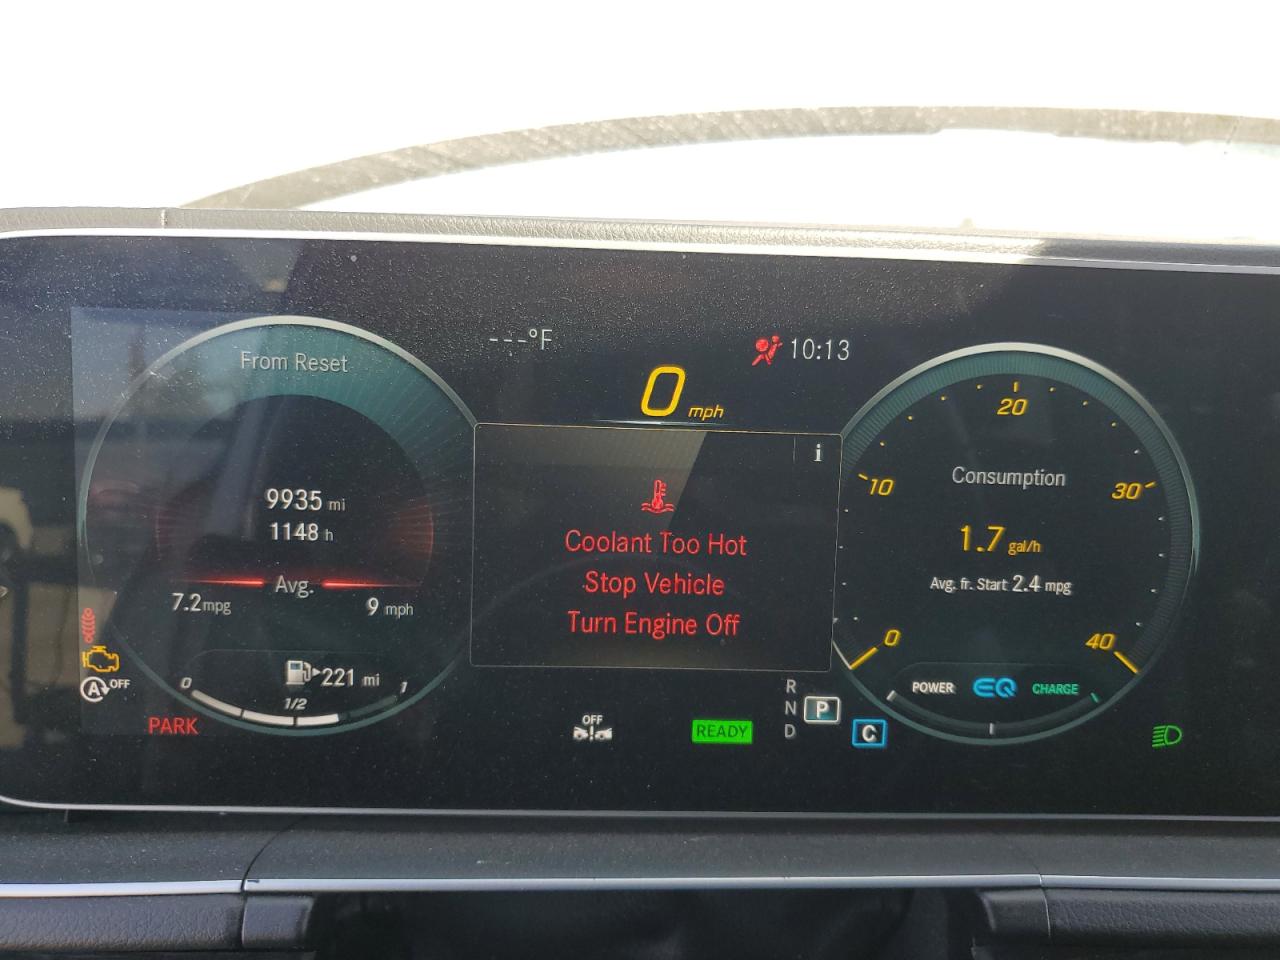 From Reset
9935 mi
1148 h
Avg.
7.2 mpg
9 mph
221 mi
0
1/2
1
OFF
PARK
---°F
10:13
0 mph
i
Coolant Too Hot
Stop Vehicle
Turn Engine Off
OFF
READY
R
N P
D
C
20
10
30
0
40
Consumption
1.7 gal/h
Avg. fr. Start 2.4 mpg
POWER EQ CHARGE
A